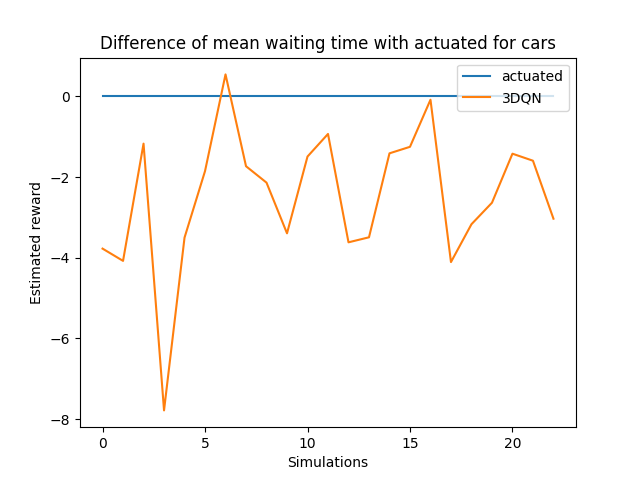 Difference of mean waiting time with actuated for cars
actuated
3DQN
Estimated reward
0
−2
−4
−6
−8
0 5 10 15 20
Simulations